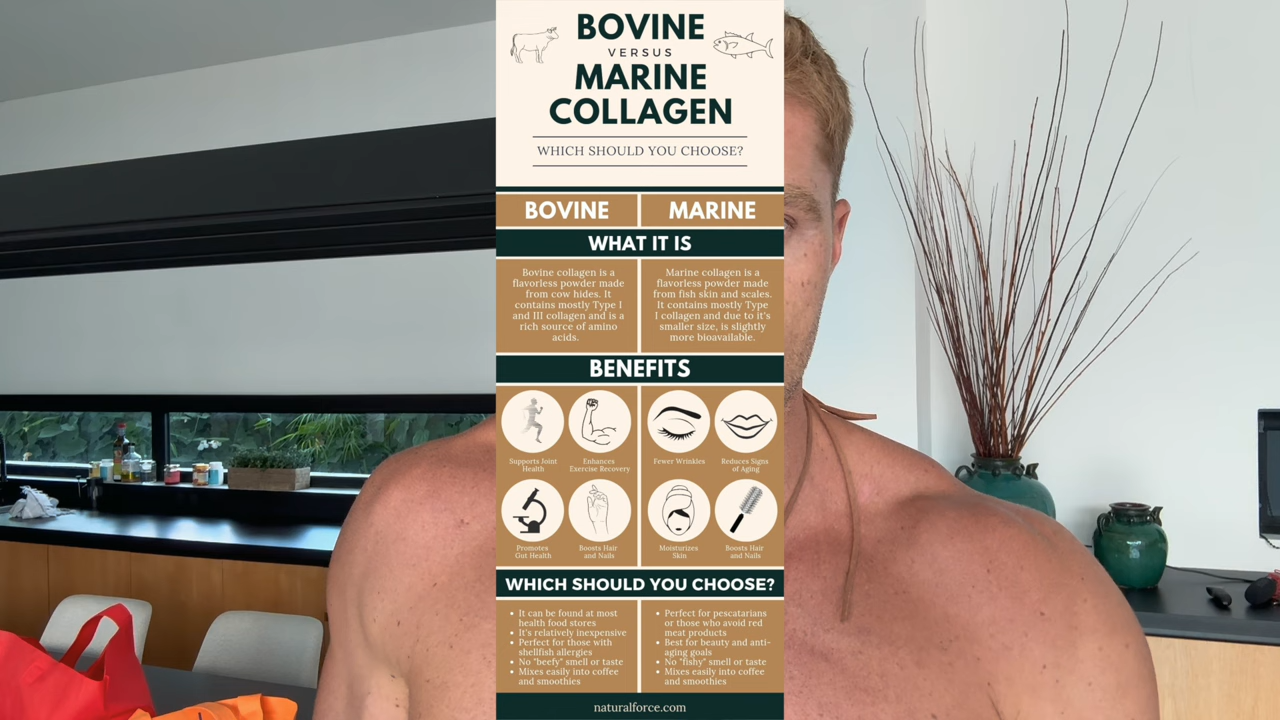 BOVINE
VERSUS
MARINE
COLLAGEN
WHICH SHOULD YOU CHOOSE?
BOVINE
MARINE
WHAT IT IS
Bovine collagen is a
flavorless powder made
from cow hides. It
contains mostly Type I
and III collagen and is a
rich source of amino
acids.
Marine collagen is a
flavorless powder made
from fish skin and scales.
It contains mostly Type
I collagen and due to it's
smaller size, is slightly
more bioavailable.
BENEFITS
Supports Joint
Health
Enhances
Exercise Recovery
Fewer Wrinkles
Reduces Signs
of Aging
Promotes
Gut Health
Boosts Hair
and Nails
Moisturizes
Skin
Boosts Hair
and Nails
WHICH SHOULD YOU CHOOSE?
• It can be found at most
health food stores
• It's relatively inexpensive
• Perfect for those with
shellfish allergies
• No "beefy" smell or taste
• Mixes easily into coffee
and smoothies
• Perfect for pescatarians
or those who avoid red
meat products
• Best for beauty and anti-
aging goals
• No "fishy" smell or taste
• Mixes easily into coffee
and smoothies
naturalforce.com